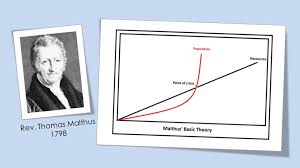 Rev. Thomas Malthus
1798
Population
Resources
Point of crisis
Malthus' Basic Theory